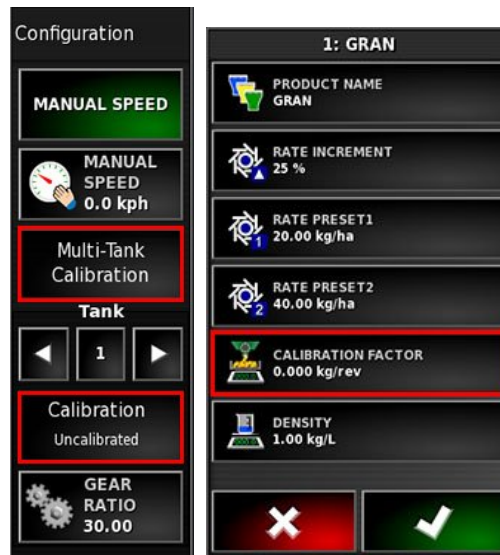 Configuration
MANUAL SPEED
MANUAL
SPEED
0.0 kph
Multi-Tank
Calibration
Tank
1
Calibration
Uncalibrated
GEAR
RATIO
30.00
1: GRAN
PRODUCT NAME
GRAN
RATE INCREMENT
25 %
RATE PRESET1
1
20.00 kg/ha
RATE PRESET2
2
40.00 kg/ha
CALIBRATION FACTOR
0.000 kg/rev
DENSITY
1.00 kg/L